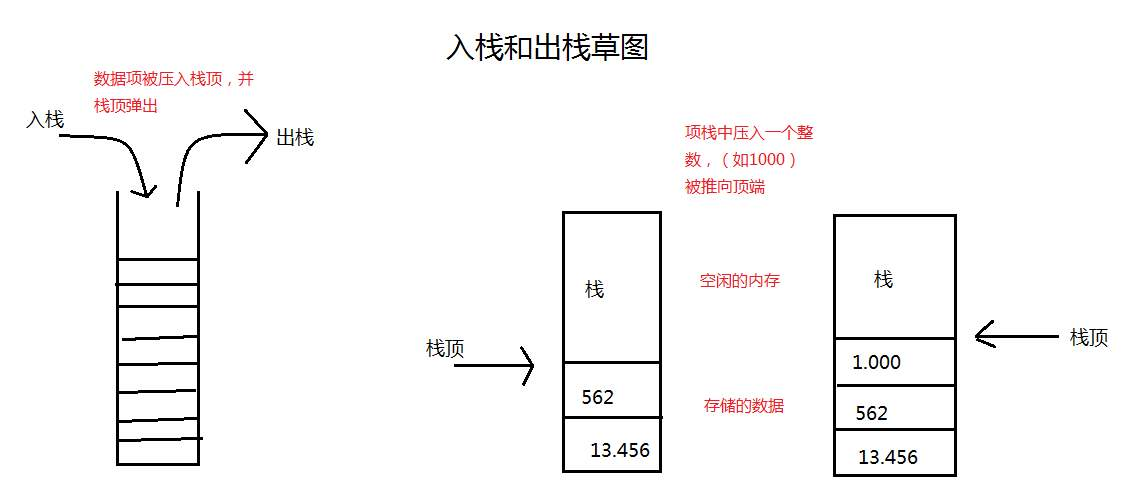 入栈和出栈草图
数据项被压入栈顶，并
栈顶弹出
入栈
出栈
项栈中压入一个整
数，（如1000）
被推向顶端
栈
空闲的内存
栈
栈顶
栈顶
1.000
562
存储的数据
562
13.456
13.456